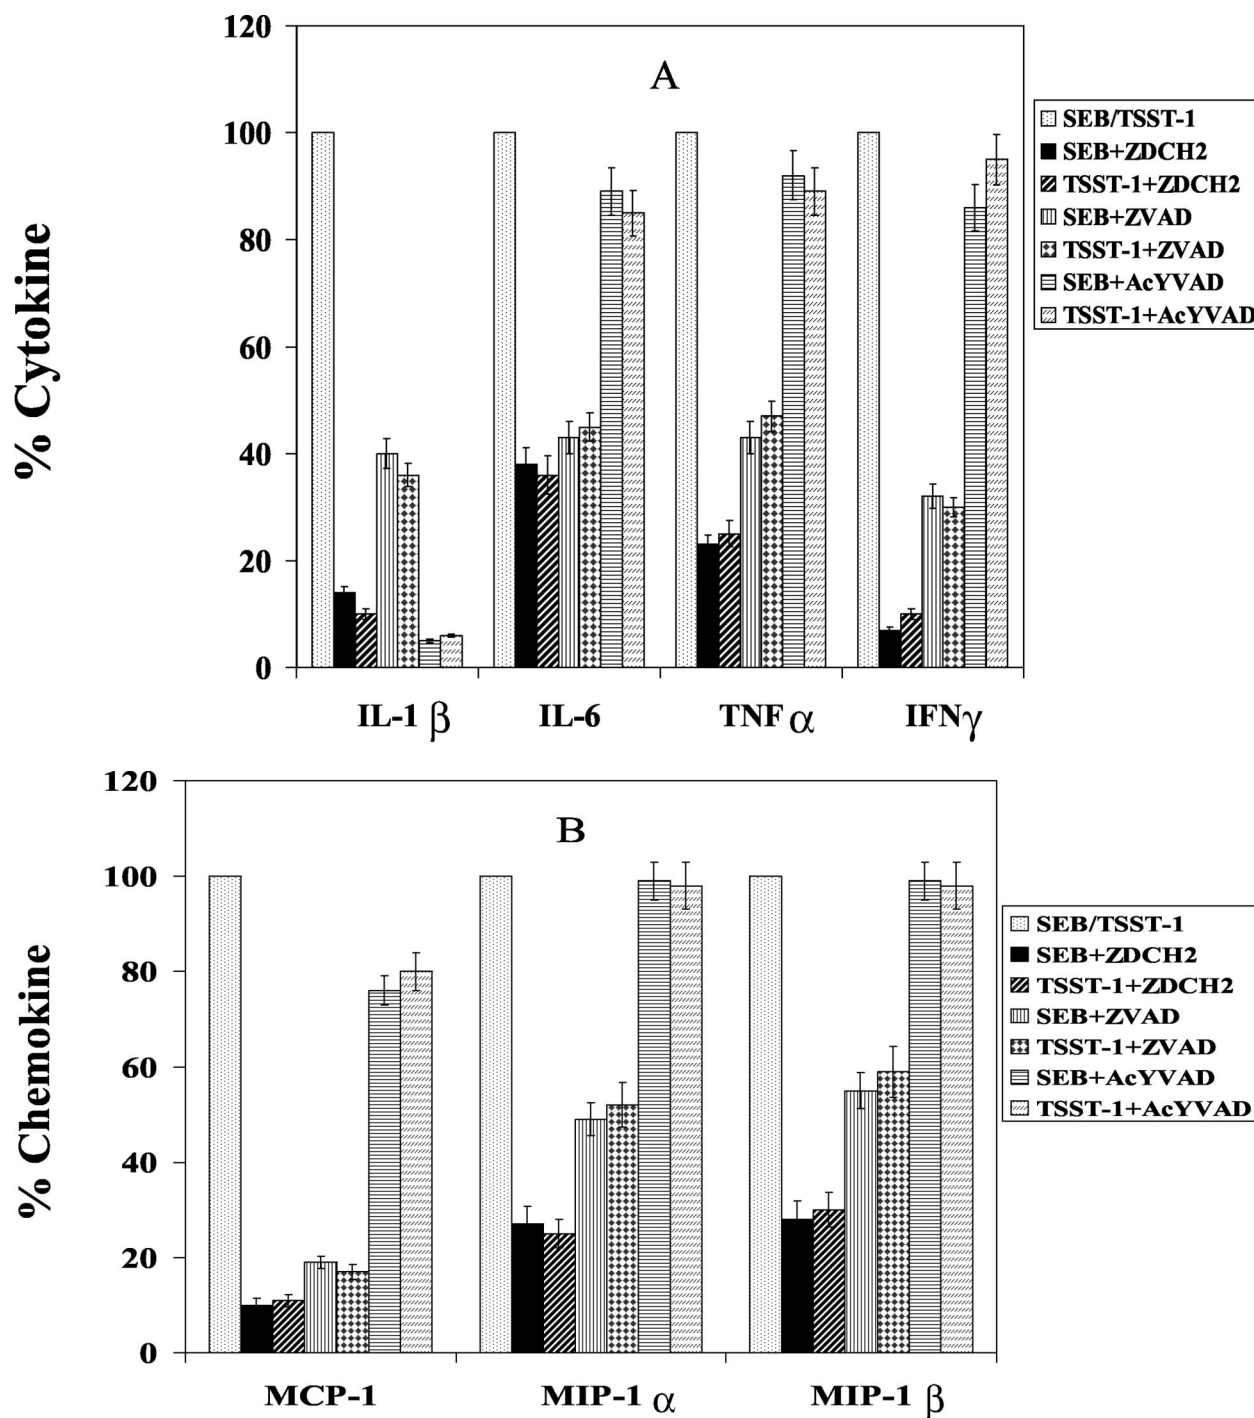 120
A
100
80
60
40
20
0
% Cytokine
IL-1 β
IL-6
TNF α
IFNγ
SEB/TSST-1
SEB+ZDCH2
TSST-1+ZDCH2
SEB+ZVAD
TSST-1+ZVAD
SEB+AcYVAD
TSST-1+AcYVAD
120
B
100
80
60
40
20
0
% Chemokine
MCP-1
MIP-1 α
MIP-1 β
SEB/TSST-1
SEB+ZDCH2
TSST-1+ZDCH2
SEB+ZVAD
TSST-1+ZVAD
SEB+AcYVAD
TSST-1+AcYVAD